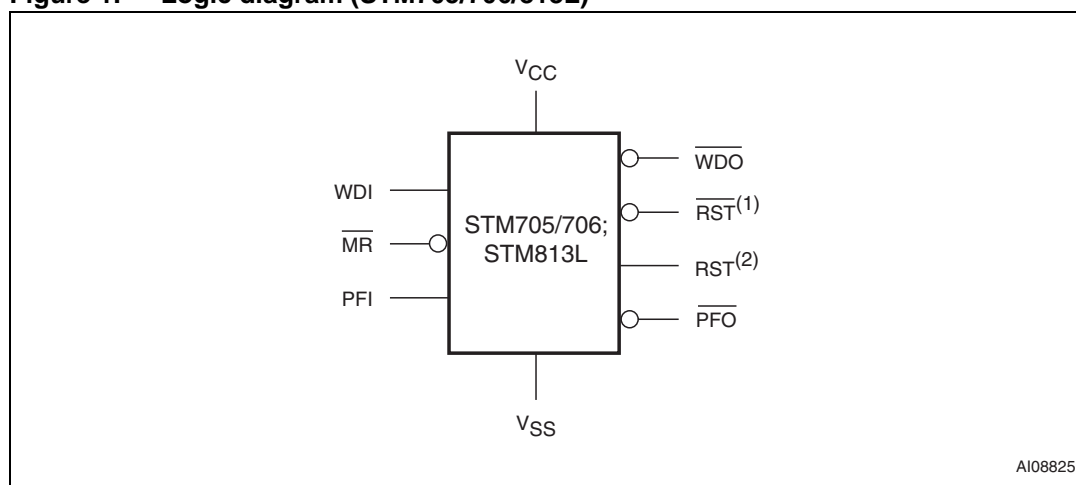 Figure 1. Logic diagram (STM705/706/813L)
VCC
WDI
MR
PFI
STM705/706;
STM813L
WDO
RST(1)
RST(2)
PFO
VSS
AI08825